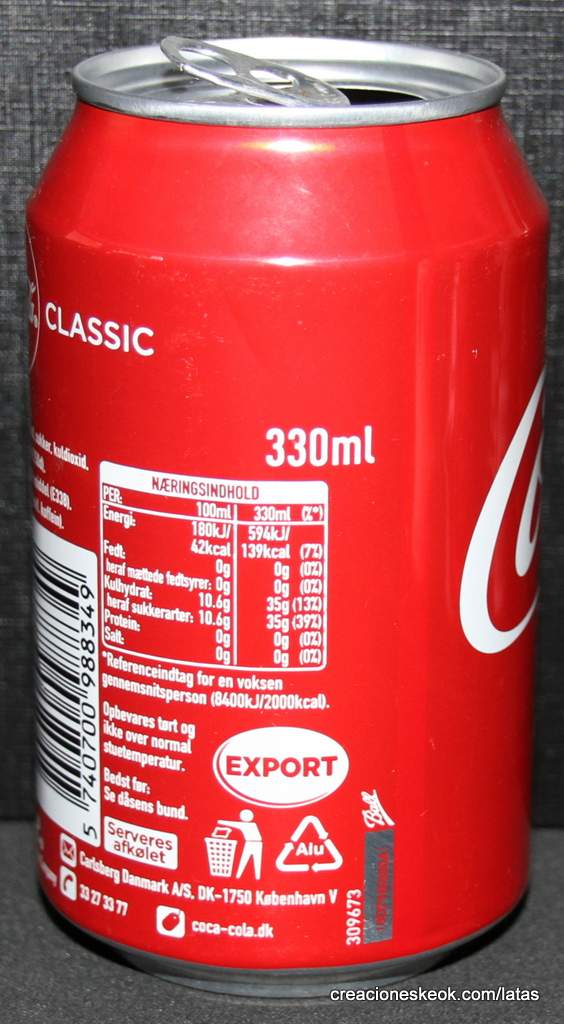 CLASSIC
kuldioxid.
(E338).
330ml
NÆRINGSINDHOLD
PER: 100ml 330ml (%*)
Energi: 180kJ/ 594kJ/
42kcal 139kcal (7%)
Fedt: 0g 0g (0%)
heraf mættede fedtsyrer: 0g 0g (0%)
Kulhydrat: 10.6g 35g (13%)
heraf sukkerarter: 10.6g 35g (39%)
Protein: 0g 0g (0%)
Salt: 0g 0g (0%)
*Referenceindtag for en voksen
gennemsnitsperson (8400kJ/2000kcal).
Opbevares tørt og
ikke over normal
stuetemperatur.
Bedst før:
Se dåsens bund.
EXPORT
5 740700 988349
Serveres
afkølet
Alu
Ball
309673
Carlsberg Danmark A/S, DK-1750 København V
33 27 33 77
coca-cola.dk
creacioneskeok.com/latas